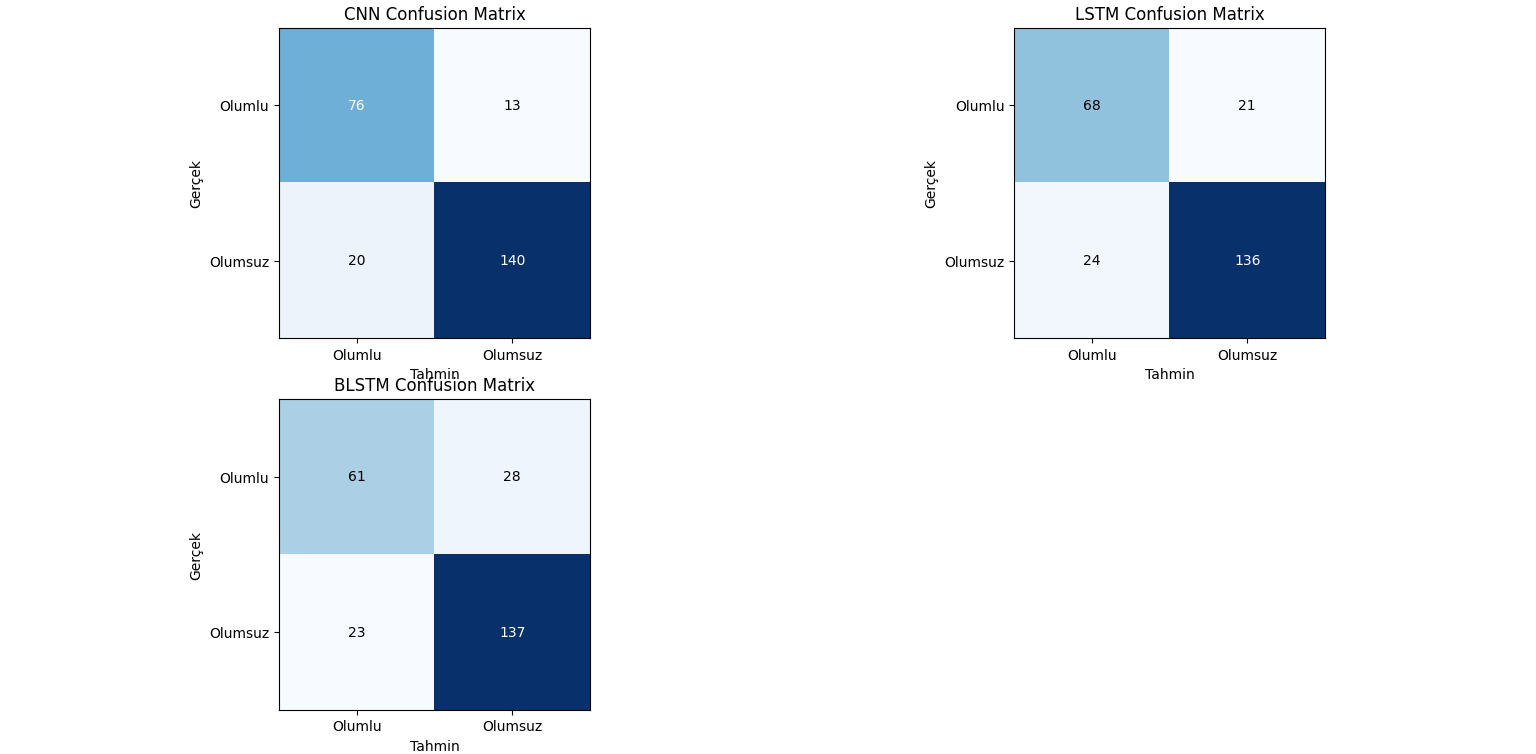 CNN Confusion Matrix
Gerçek
Olumlu
76
13
Olumsuz
20
140
Olumlu
Olumsuz
Tahmin
LSTM Confusion Matrix
Gerçek
Olumlu
68
21
Olumsuz
24
136
Olumlu
Olumsuz
Tahmin
BLSTM Confusion Matrix
Gerçek
Olumlu
61
28
Olumsuz
23
137
Olumlu
Olumsuz
Tahmin